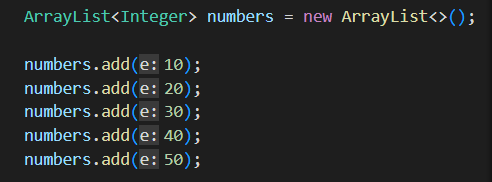 ArrayList<Integer> numbers = new ArrayList<>();
numbers.add(e: 10);
numbers.add(e: 20);
numbers.add(e: 30);
numbers.add(e: 40);
numbers.add(e: 50);